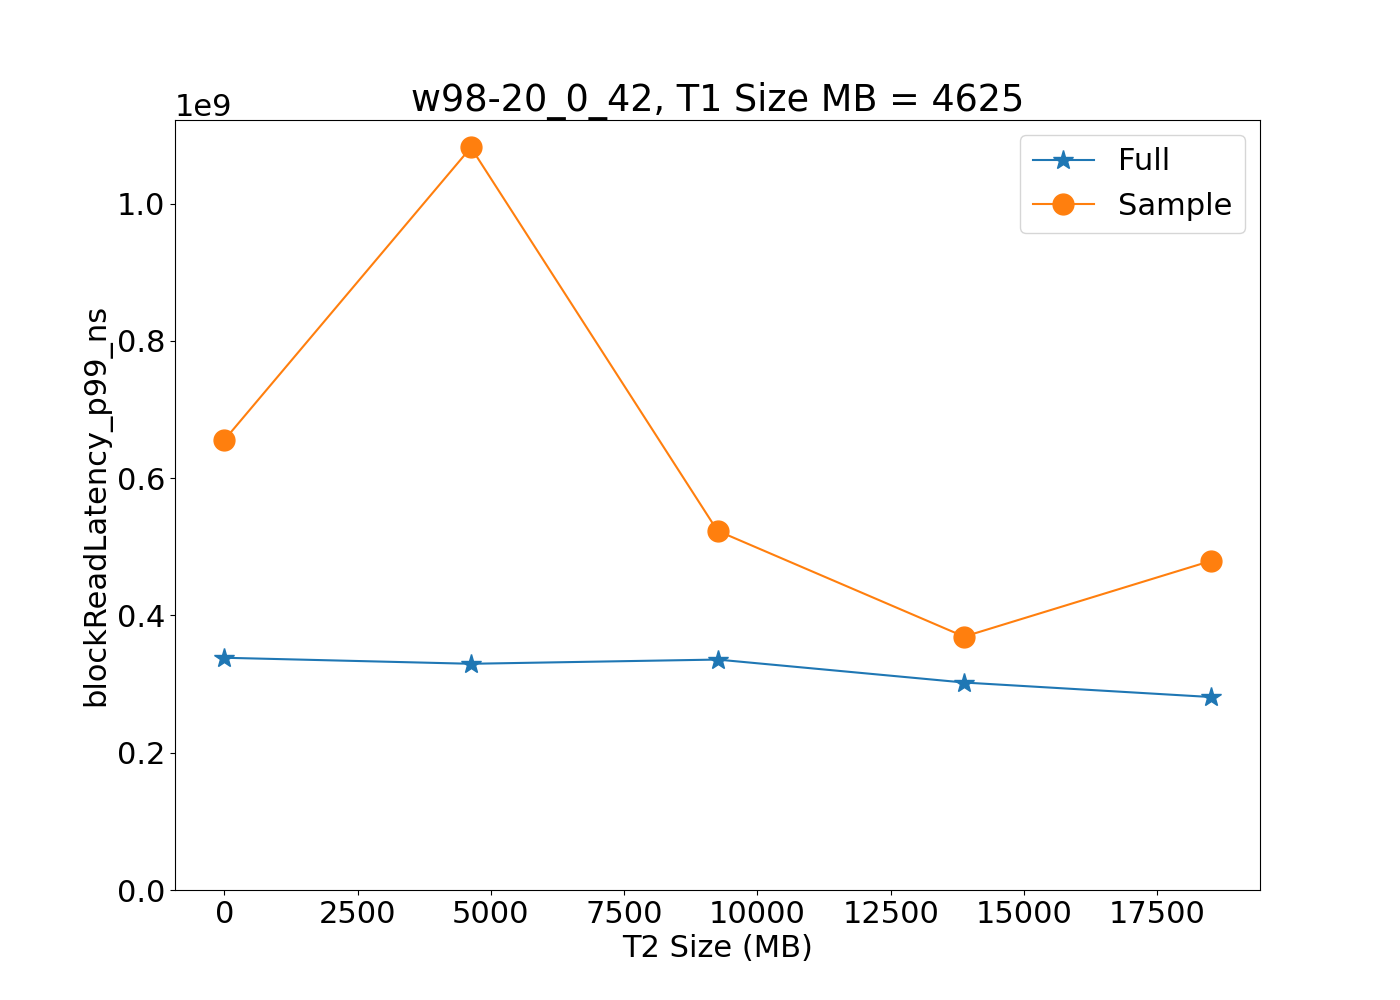 w98-20_0_42, T1 Size MB = 4625
1e9
Full
Sample
1.0
0.8
0.6
0.4
0.2
0.0
blockReadLatency_p99_ns
0 2500 5000 7500 10000 12500 15000 17500
T2 Size (MB)